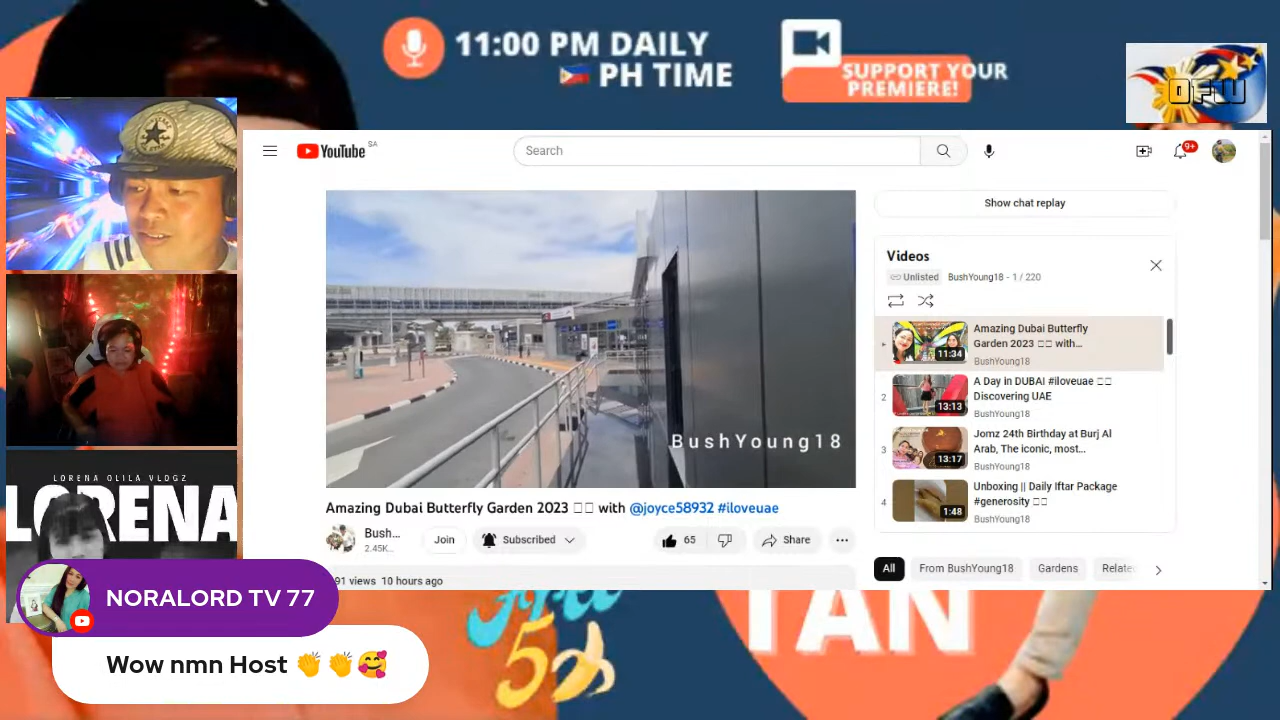 11:00 PM DAILY
PH TIME
SUPPORT YOUR
PREMIERE!
OFW
YouTube SA
Search
9+
BushYoung18
Amazing Dubai Butterfly Garden 2023 with @joyce58932 #iloveuae
Bush...
2.45K...
Join
Subscribed
65
Share
91 views 10 hours ago
Show chat replay
Videos
Unlisted BushYoung18 - 1 / 220
11:34
Amazing Dubai Butterfly
Garden 2023 with...
BushYoung18
2
13:13
A Day in DUBAI #iloveuae
Discovering UAE
BushYoung18
3
13:17
Jomz 24th Birthday at Burj Al
Arab, The iconic, most...
BushYoung18
4
1:48
Unboxing || Daily Iftar Package
#generosity
BushYoung18
All
From BushYoung18
Gardens
LORENA OLILA VLOGZ
LORENA
NORALORD TV 77
Wow nmn Host 👏 👏🥰
TAN